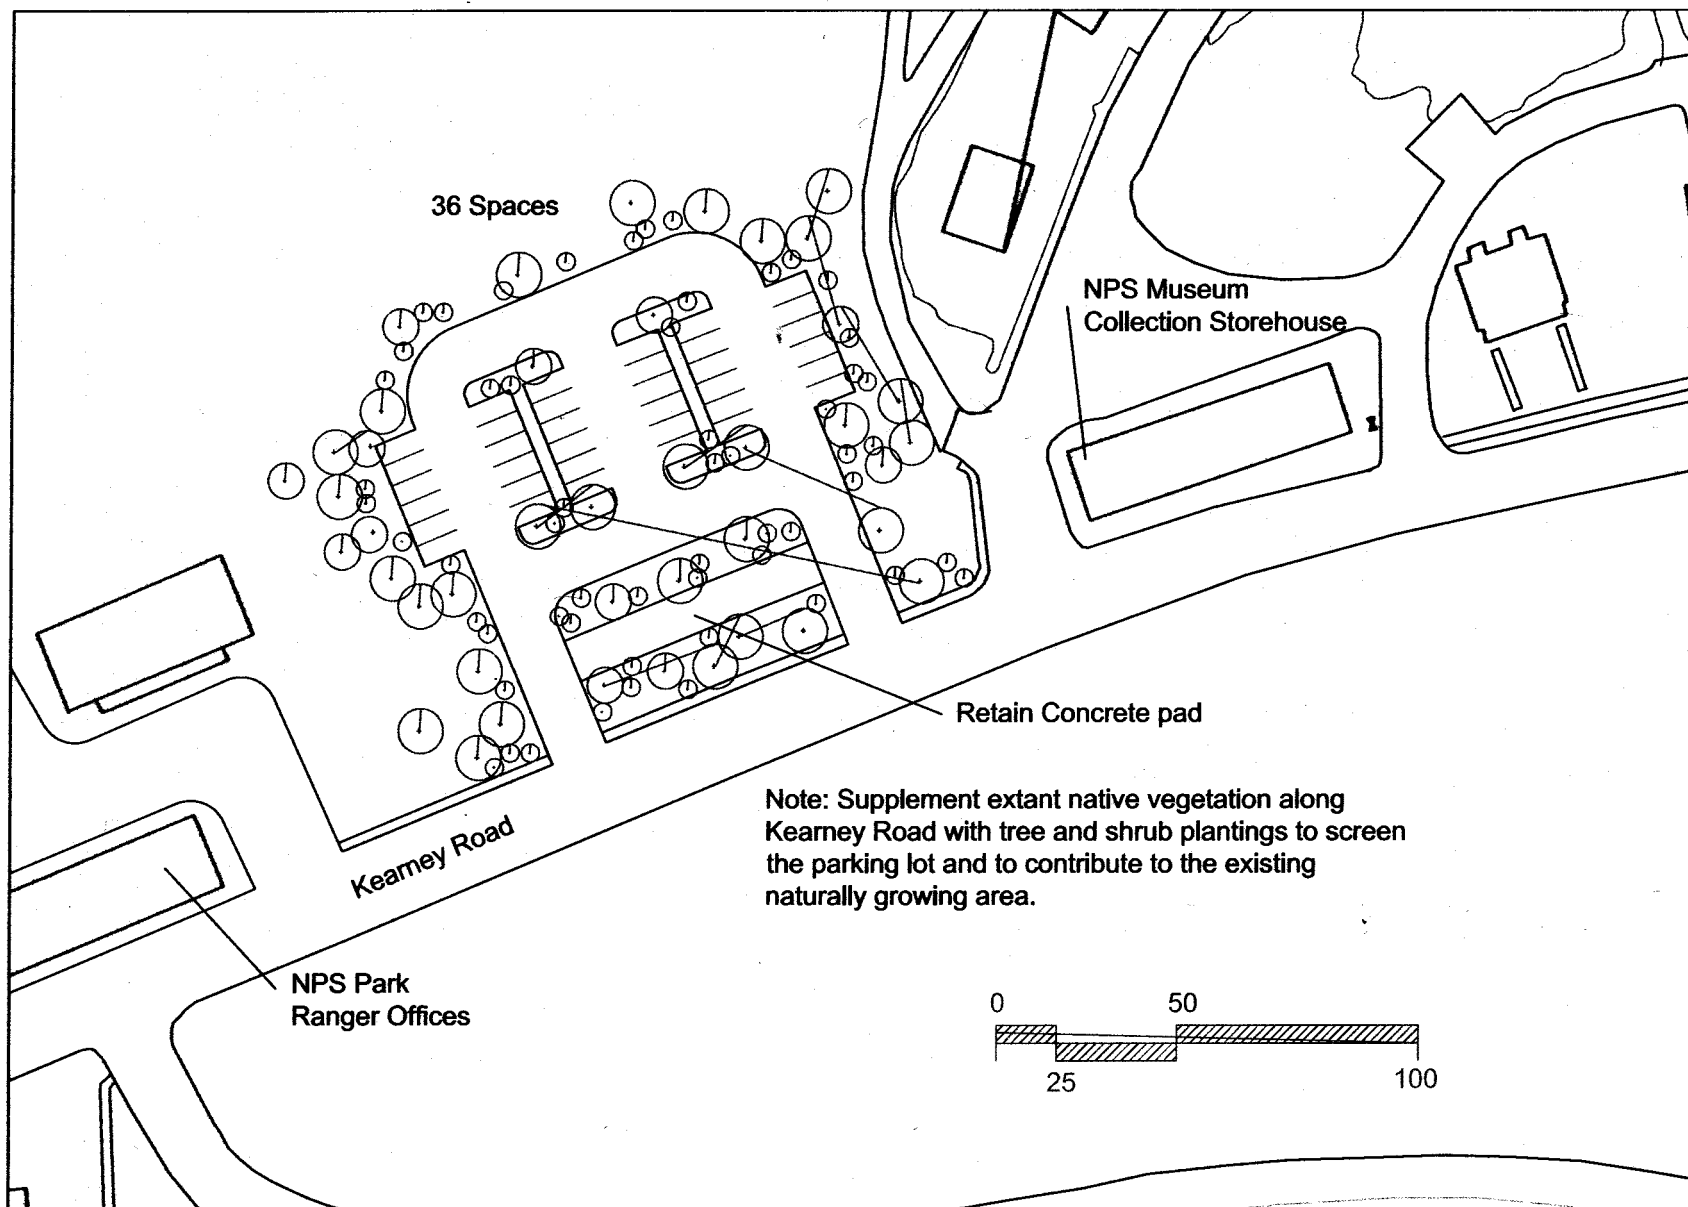 36 Spaces
NPS Museum
Collection Storehouse
Retain Concrete pad
Note: Supplement extant native vegetation along
Kearney Road with tree and shrub plantings to screen
the parking lot and to contribute to the existing
naturally growing area.
Kearney Road
NPS Park
Ranger Offices
0 50
25 100